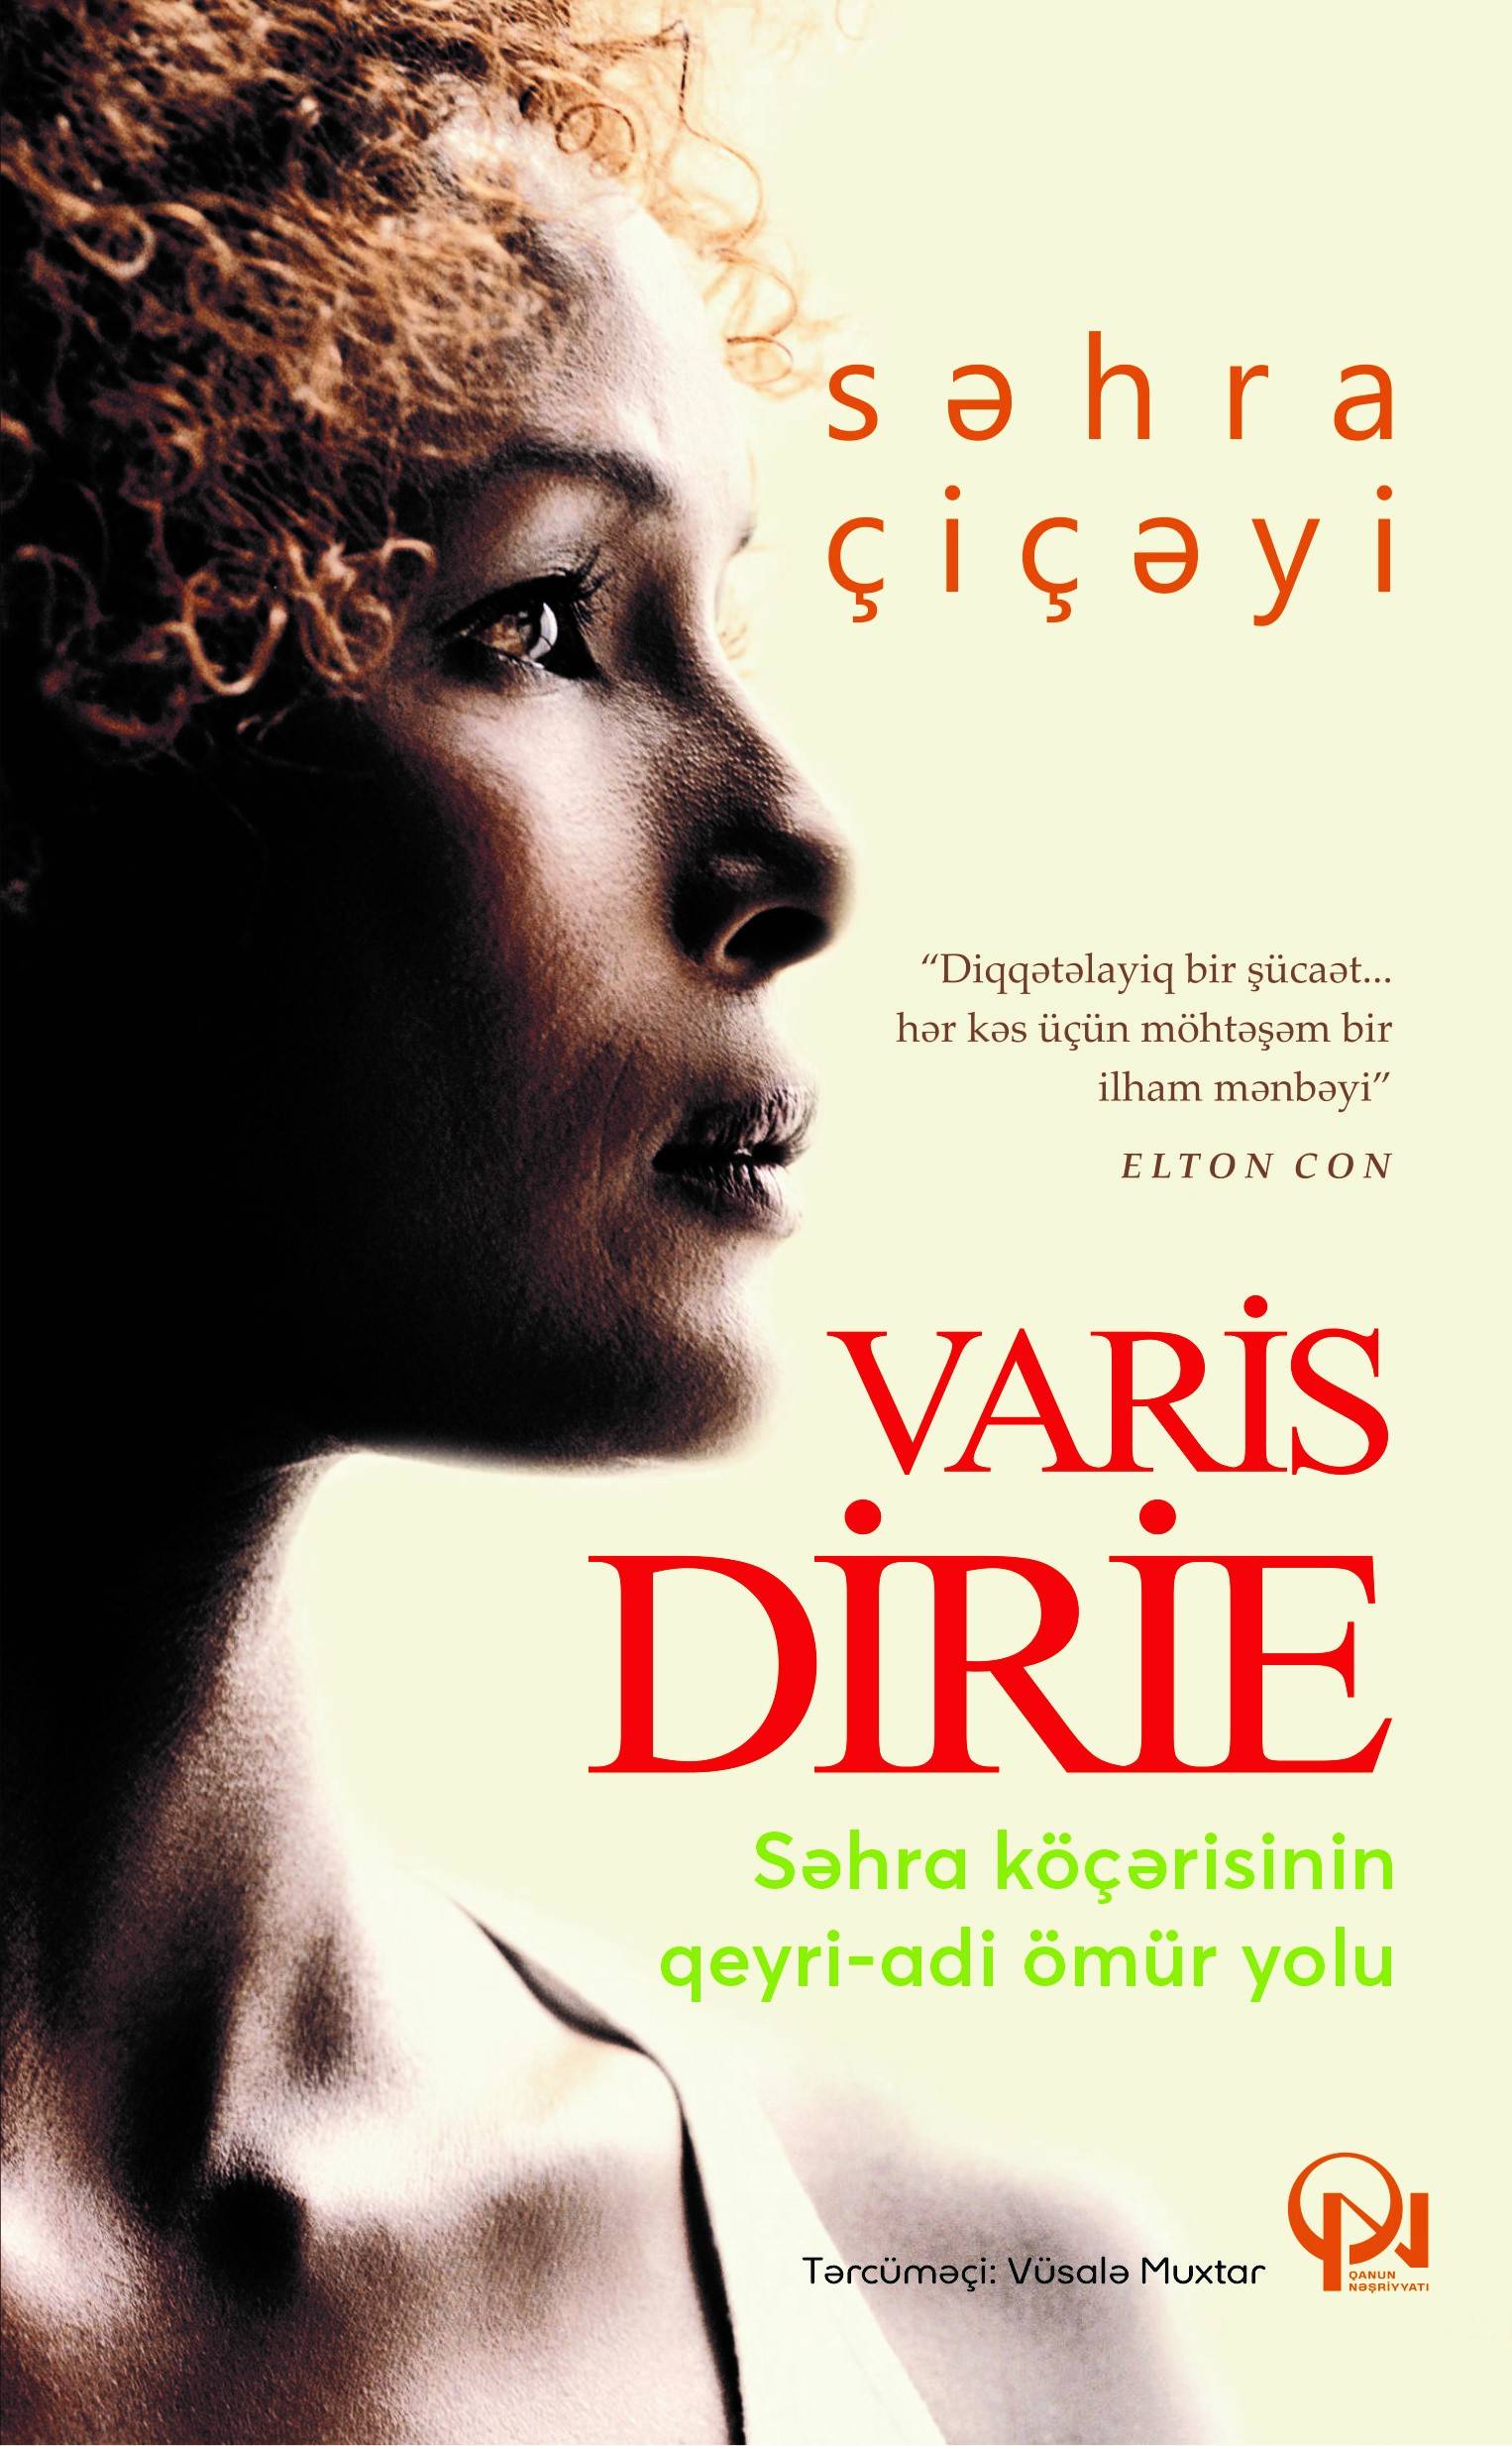 səhra
çiçəyi
“Diqqətəlayiq bir şücaət...
hər kəs üçün möhtəşəm bir
ilham mənbəyi”
ELTON CON
VARİS
DİRİE
Səhra köçərisinin
qeyri-adi ömür yolu
Tərcüməçi: Vüsalə Muxtar
QANUN
NƏŞRİYYATI